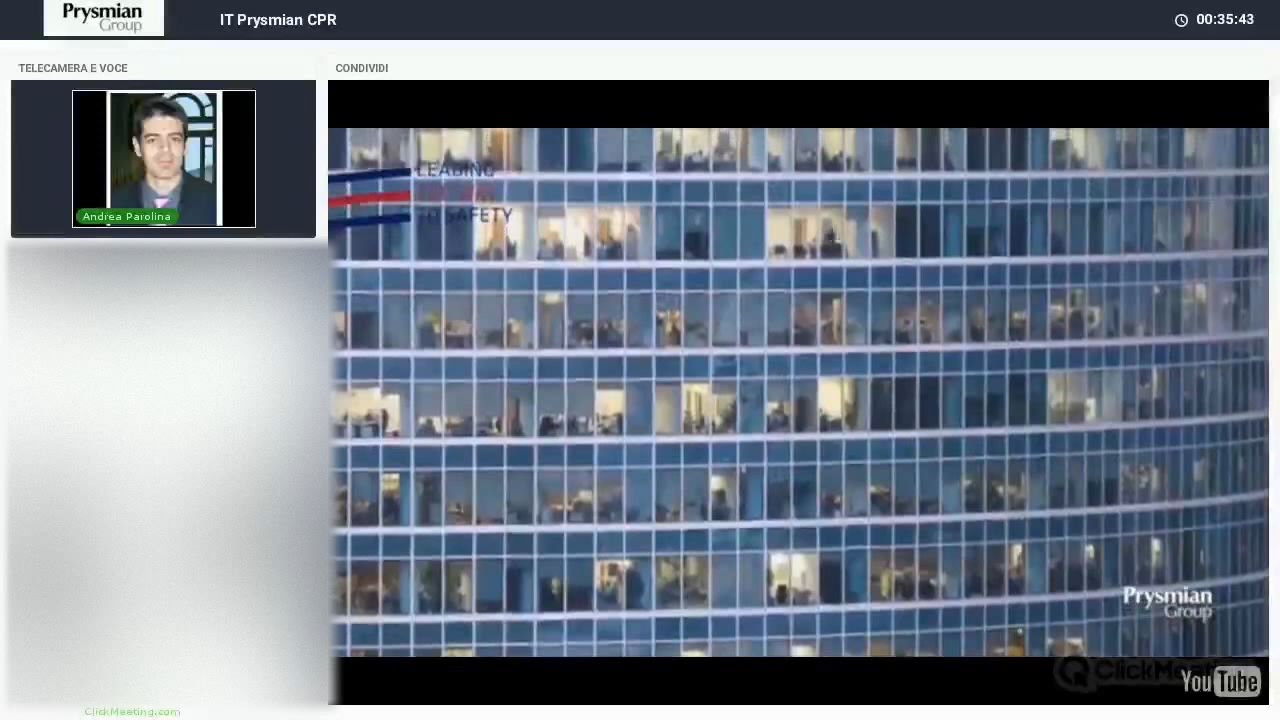 Prysmian
Group
IT Prysmian CPR
00:35:43
TELECAMERA E VOCE
CONDIVIDI
Andrea Parolina
LEADING
TO SAFETY
Prysmian
Group
ClickMeeting
YouTube
ClickMeeting.com